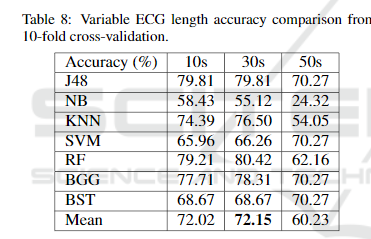 Table 8: Variable ECG length accuracy comparison from
10-fold cross-validation.
Accuracy (%) 10s 30s 50s
J48 79.81 79.81 70.27
NB 58.43 55.12 24.32
KNN 74.39 76.50 54.05
SVM 65.96 66.26 70.27
RF 79.21 80.42 62.16
BGG 77.71 78.31 70.27
BST 68.67 68.67 70.27
Mean 72.02 72.15 60.23